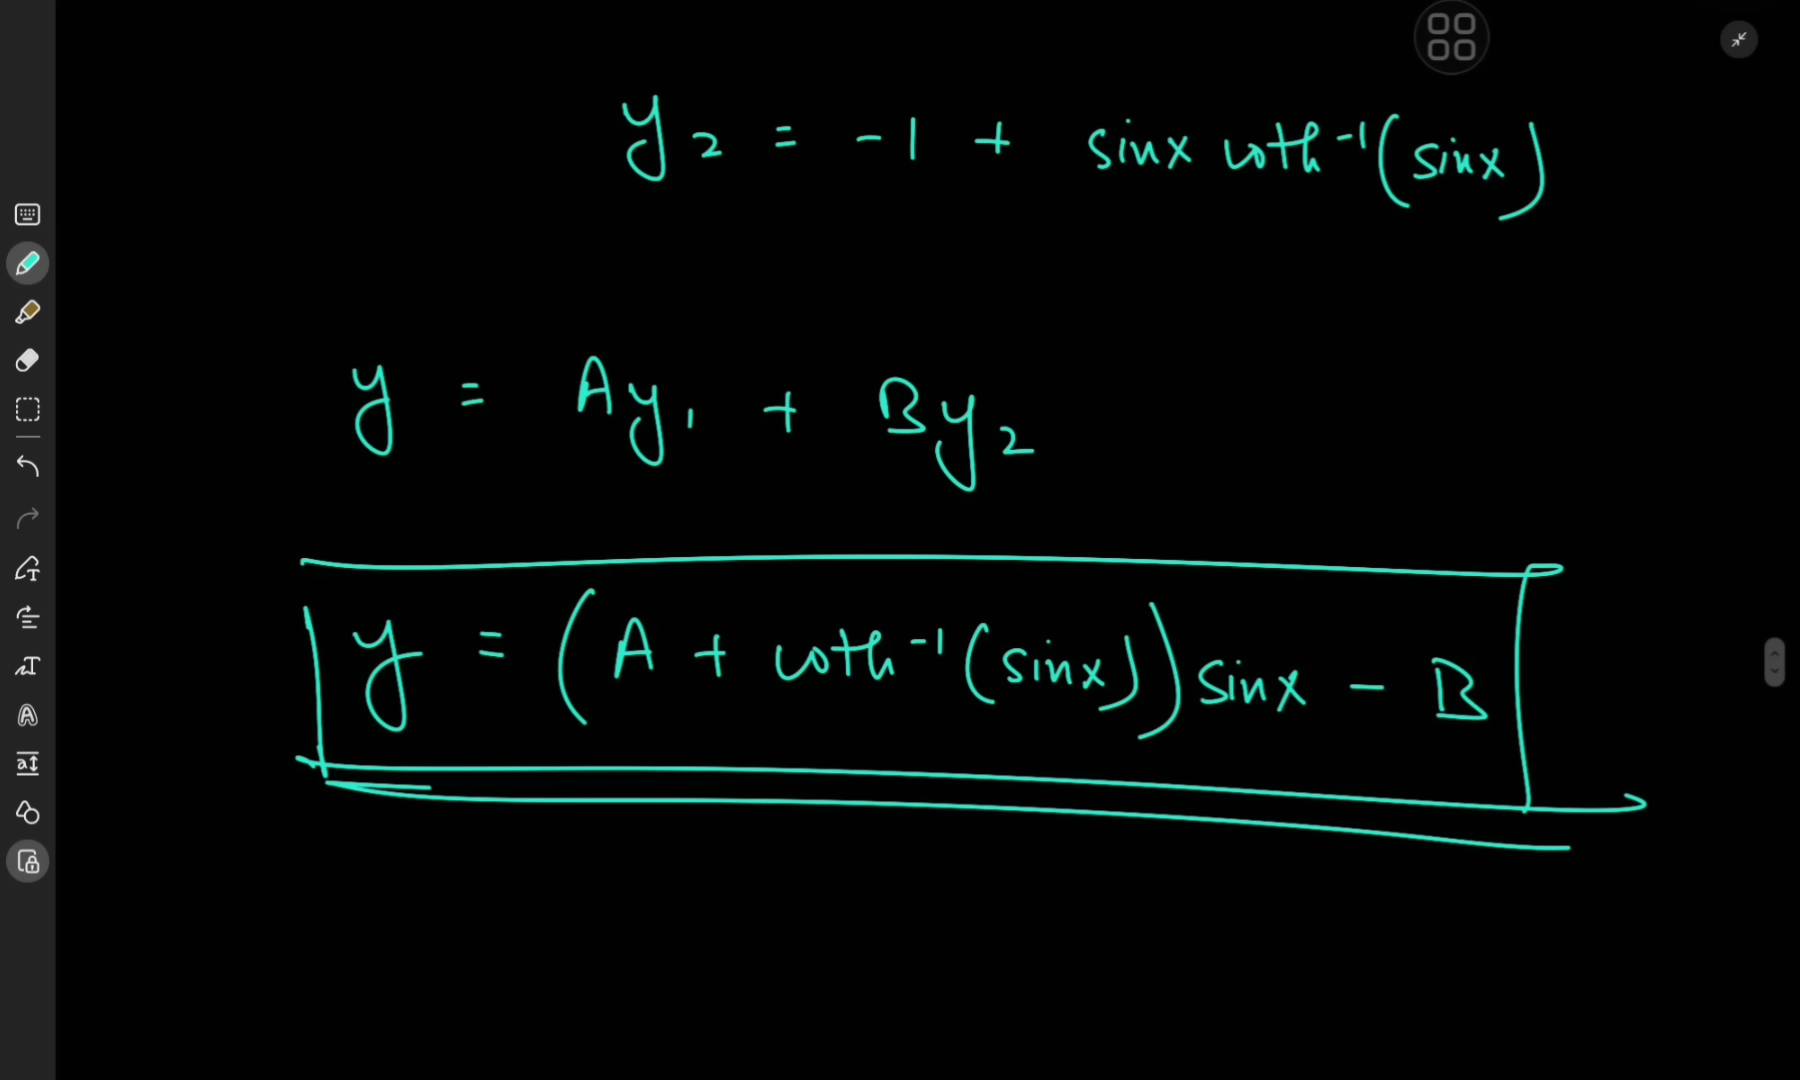 y₂ = -1 + sinx coth⁻¹(sinx)
y = Ay₁ + By₂
y = (A + coth⁻¹(sinx)) sinx - B